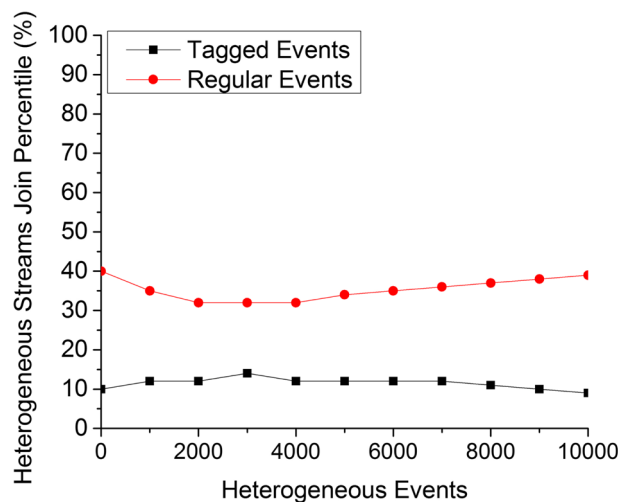 Heterogeneous Streams Join Percentile (%)
Tagged Events
Regular Events
100
90
80
70
60
50
40
30
20
10
0
0 2000 4000 6000 8000 10000
Heterogeneous Events